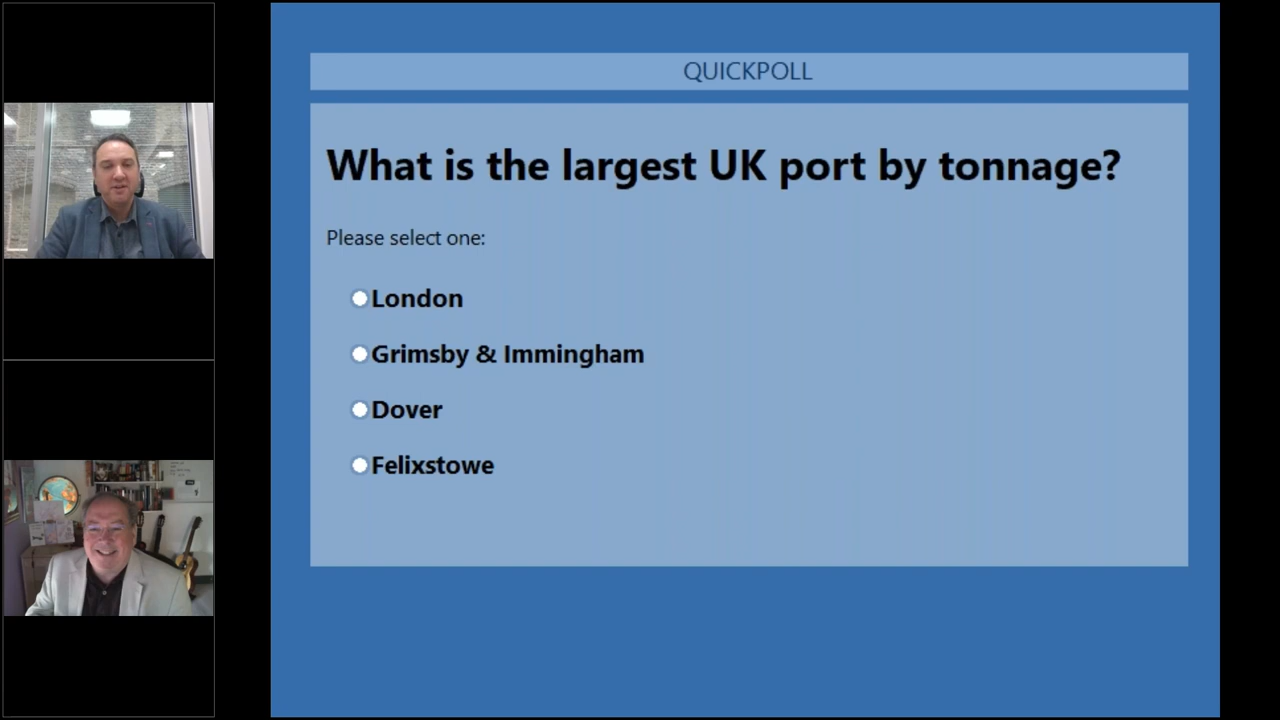 QUICKPOLL
What is the largest UK port by tonnage?
Please select one:
London
Grimsby & Immingham
Dover
Felixstowe